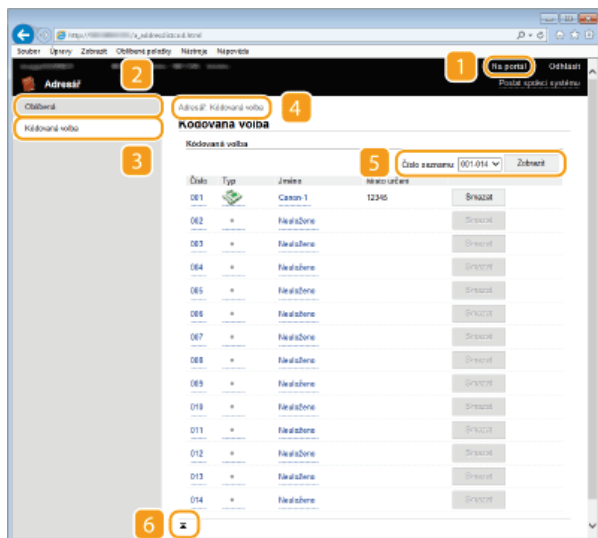 Soubor Úpravy Zobrazit Oblíbené položky Nástroje Nápověda
1
Na portál Odhlásit
2
Adresář
Poslat správci systému
Oblíbená
Adresář: Kódovaná volba
4
Kódovaná volba
Kódovaná volba
3
Kódovaná volba
5
Číslo seznamu: 001-014 Zobrazit
Číslo Typ Jméno Místo určení
001 Canon-1 12345 Smazat
002 Neuloženo Smazat
003 Neuloženo Smazat
004 Neuloženo Smazat
005 Neuloženo Smazat
006 Neuloženo Smazat
007 Neuloženo Smazat
008 Neuloženo Smazat
009 Neuloženo Smazat
010 Neuloženo Smazat
011 Neuloženo Smazat
012 Neuloženo Smazat
013 Neuloženo Smazat
014 Neuloženo Smazat
6